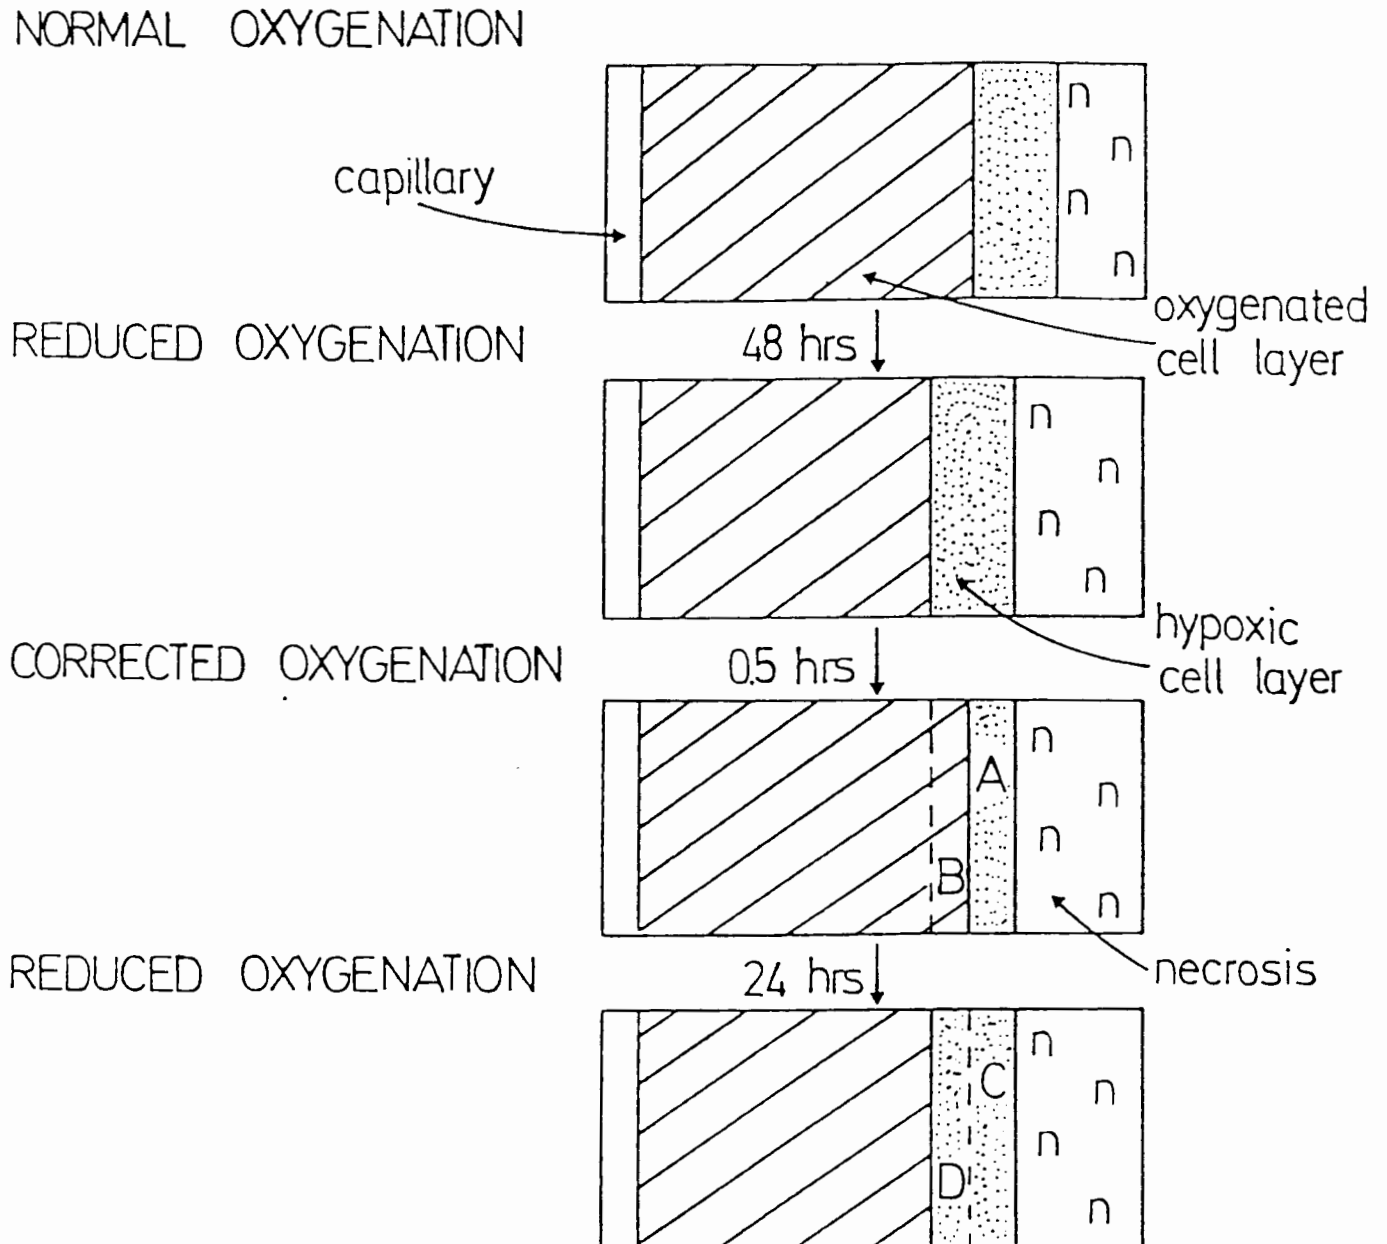 NORMAL OXYGENATION
n
n
capillary
n
n
oxygenated
cell layer
REDUCED OXYGENATION
48 hrs
n
n
n
n
hypoxic
cell layer
CORRECTED OXYGENATION
0.5 hrs
A
n
n
n
B
n
necrosis
REDUCED OXYGENATION
24 hrs
n
C
n
n
D
n